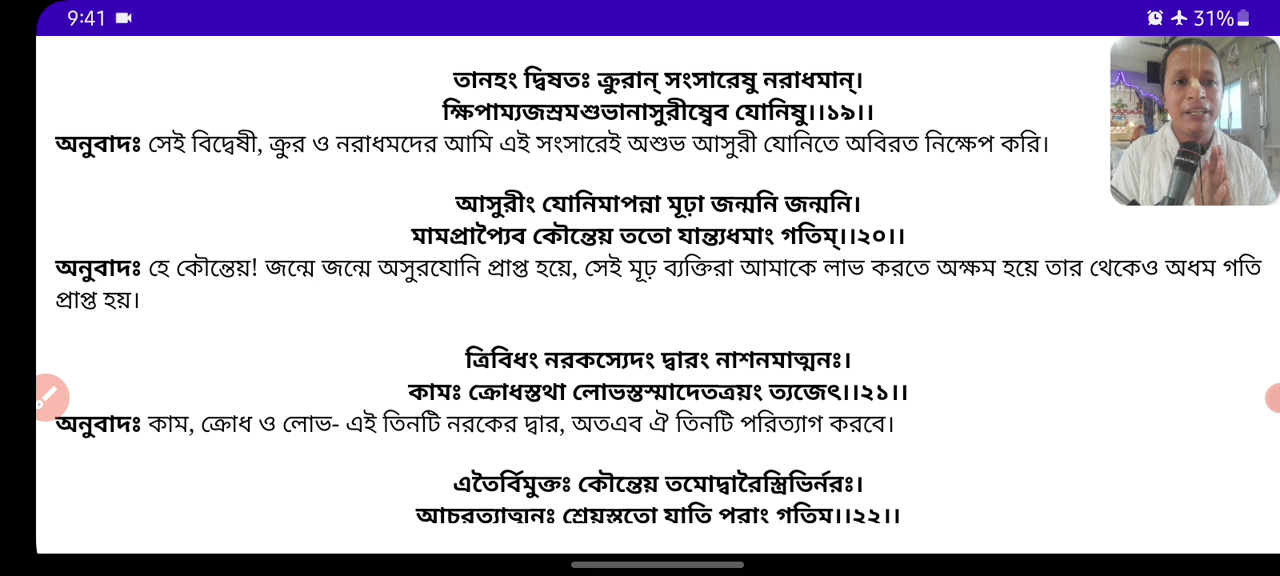 9:41
31%
তানহং দ্বিষতঃ ক্রুরান্ সংসারেষু নরাধমান্।
ক্ষিপাম্যজস্রমশুভানাসুরীষ্বেব যোনিষু।।১৯।।
অনুবাদঃ সেই বিদ্বেষী, ক্রুর ও নরাধমদের আমি এই সংসারেই অশুভ আসুরী যোনিতে অবিরত নিক্ষেপ করি।
আসুরীং যোনিমাপন্না মূঢ়া জন্মনি জন্মনি।
মামপ্রাপ্যৈব কৌন্তেয় ততো যান্ত্যধমাং গতিম্।।২০।।
অনুবাদঃ হে কৌন্তেয়! জন্মে জন্মে অসুরযোনি প্রাপ্ত হয়ে, সেই মূঢ় ব্যক্তিরা আমাকে লাভ করতে অক্ষম হয়ে তার থেকেও অধম গতি
প্রাপ্ত হয়।
ত্রিবিধং নরকস্যেদং দ্বারং নাশনমাত্মনঃ।
কামঃ ক্রোধস্তথা লোভস্তস্মাদেতত্রয়ং ত্যজেৎ।।২১।।
অনুবাদঃ কাম, ক্রোধ ও লোভ- এই তিনটি নরকের দ্বার, অতএব ঐ তিনটি পরিত্যাগ করবে।
এতৈর্বিমুক্তঃ কৌন্তেয় তমোদ্বারৈস্ত্রিভির্নরঃ।
আচরত্যাত্মনঃ শ্রেয়স্ততো যাতি পরাং গতিম্।।২২।।